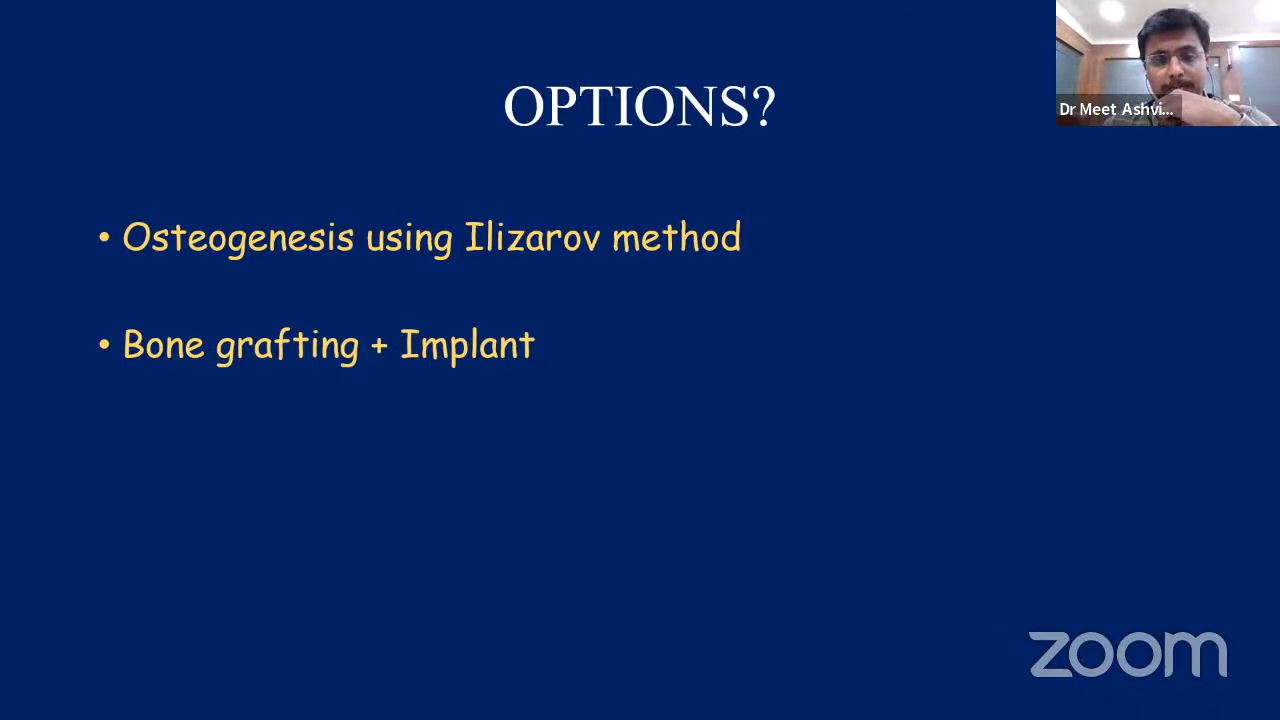 OPTIONS?
Dr Meet Ashvi...
• Osteogenesis using Ilizarov method
• Bone grafting + Implant
zoom